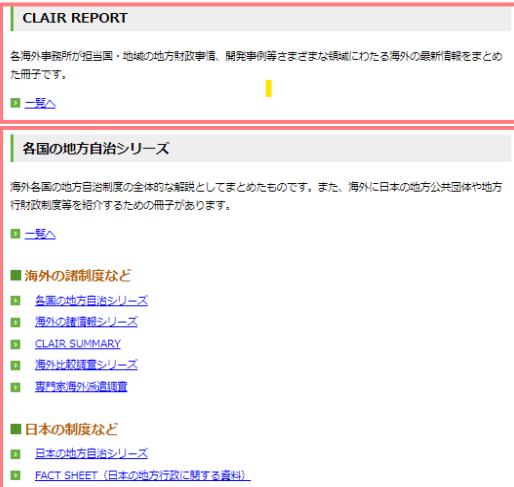 CLAIR REPORT
各海外事務所が担当国・地域の地方財政事情、開発事例等さまざまな領域にわたる海外の最新情報をまとめ
た冊子です。
一覧へ
各国の地方自治シリーズ
海外各国の地方自治制度の全体的な解説としてまとめたものです。また、海外に日本の地方公共団体や地方
行財政制度等を紹介するための冊子があります。
一覧へ
海外の諸制度など
各国の地方自治シリーズ
海外の諸情報シリーズ
CLAIR SUMMARY
海外比較調査シリーズ
専門家海外派遣調査
日本の制度など
日本の地方自治シリーズ
FACT SHEET（日本の地方行政に関する資料）